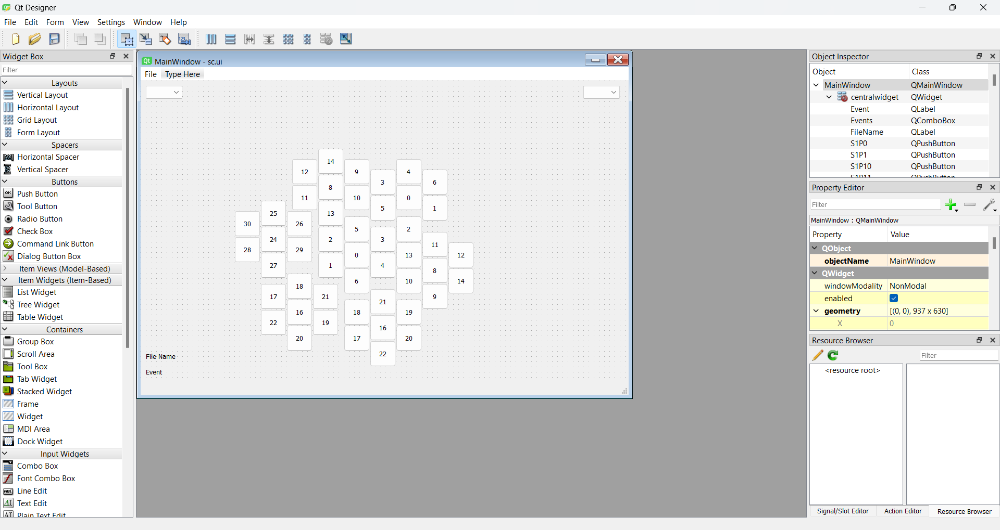 Qt Designer
File Edit Form View Settings Window Help
Widget Box
Filter
Layouts
Vertical Layout
Horizontal Layout
Grid Layout
Form Layout
Spacers
Horizontal Spacer
Vertical Spacer
Buttons
OK Push Button
Tool Button
Radio Button
Check Box
Command Link Button
Dialog Button Box
Item Views (Model-Based)
Item Widgets (Item-Based)
List Widget
Tree Widget
Table Widget
Containers
Group Box
Scroll Area
Tool Box
Tab Widget
Stacked Widget
Frame
Widget
MDI Area
Dock Widget
Input Widgets
Combo Box
Font Combo Box
Line Edit
Text Edit
Plain Text Edit
Qt MainWindow - sc.ui
File Type Here
14
12 9 4
3 6
8
11 10 0
5 1
25 13
30 26 5 2
24 2 3
11
28 29 0 13 12
27 1 4
8
18 6 10 14
17 21 9
21
16 18 19
22 19
16
20 17 20
22
File Name
Event
Object Inspector
Object Class
MainWindow QMainWindow
centralwidget QWidget
Event QLabel
Events QComboBox
FileName QLabel
S1P0 QPushButton
S1P1 QPushButton
S1P10 QPushButton
S1P11 QPushButton
Property Editor
Filter
MainWindow : QMainWindow
Property Value
QObject
objectName MainWindow
QWidget
windowModality NonModal
enabled
geometry [(0, 0), 937 x 630]
X 0
Resource Browser
Filter
<resource root>
Signal/Slot Editor Action Editor Resource Browser